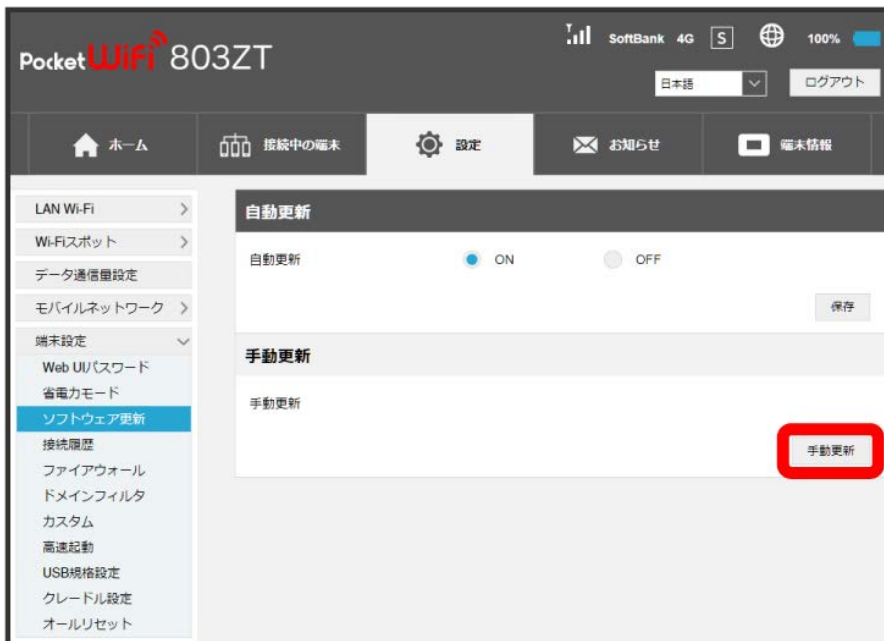 Pocket WiFi 803ZT
SoftBank 4G S 100%
日本語 ログアウト
ホーム 接続中の端末 設定 お知らせ 端末情報
LAN Wi-Fi
Wi-Fiスポット
データ通信量設定
モバイルネットワーク
端末設定
Web UIパスワード
省電力モード
ソフトウェア更新
接続履歴
ファイアウォール
ドメインフィルタ
カスタム
高速起動
USB規格設定
クレードル設定
オールリセット
自動更新
自動更新 ON OFF
保存
手動更新
手動更新
手動更新